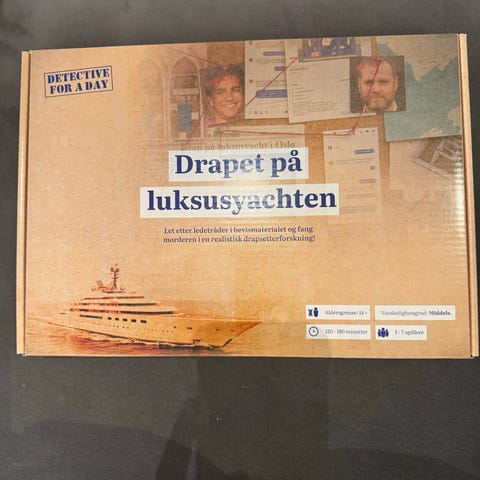 DETECTIVE
FOR A DAY
Drapet på
luksusyachten
Let etter ledetråder i bevismaterialet og fang
morderen i en realistisk drapsetterforskning!
Aldersgrense: 14 +
Vanskelighetsgrad: Middels.
120 - 180 minutter
1 - 7 spillere